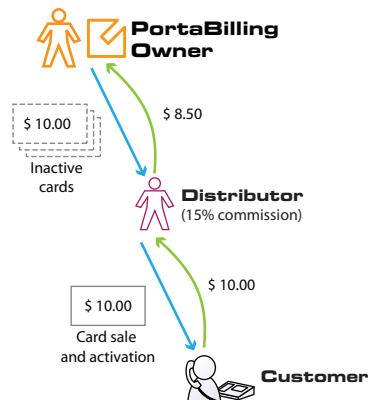 PortaBilling
Owner
$ 10.00
$ 8.50
Inactive
cards
Distributor
(15% commission)
$ 10.00
$ 10.00
Card sale
and activation
Customer